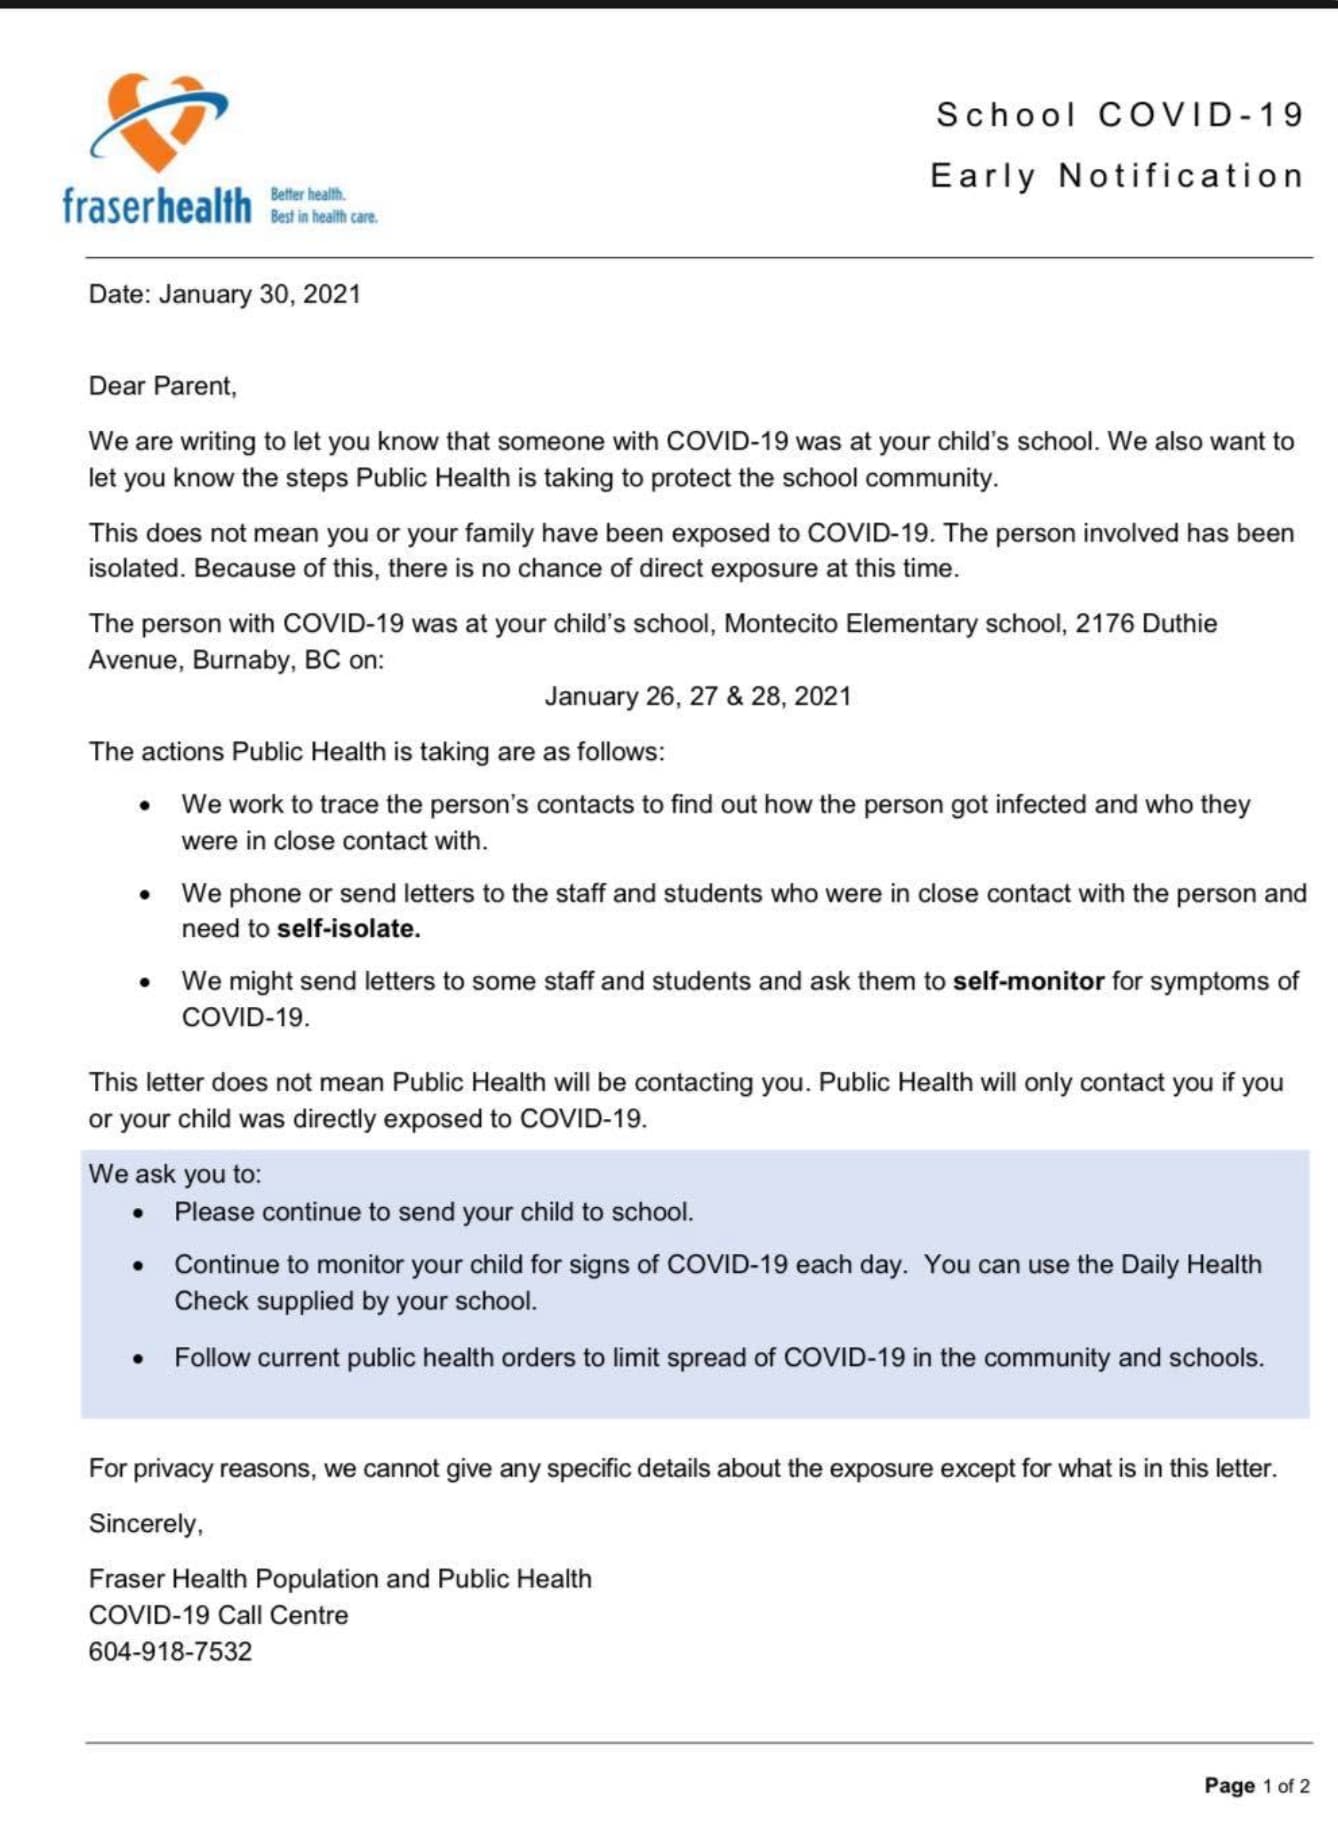 School COVID-19
Early Notification
fraserhealth
Better health.
Best in health care.
Date: January 30, 2021
Dear Parent,
We are writing to let you know that someone with COVID-19 was at your child's school. We also want to
let you know the steps Public Health is taking to protect the school community.
This does not mean you or your family have been exposed to COVID-19. The person involved has been
isolated. Because of this, there is no chance of direct exposure at this time.
The person with COVID-19 was at your child's school, Montecito Elementary school, 2176 Duthie
Avenue, Burnaby, BC on:
January 26, 27 & 28, 2021
The actions Public Health is taking are as follows:
• We work to trace the person's contacts to find out how the person got infected and who they
were in close contact with.
• We phone or send letters to the staff and students who were in close contact with the person and
need to self-isolate.
• We might send letters to some staff and students and ask them to self-monitor for symptoms of
COVID-19.
This letter does not mean Public Health will be contacting you. Public Health will only contact you if you
or your child was directly exposed to COVID-19.
We ask you to:
• Please continue to send your child to school.
• Continue to monitor your child for signs of COVID-19 each day.  You can use the Daily Health
Check supplied by your school.
• Follow current public health orders to limit spread of COVID-19 in the community and schools.
For privacy reasons, we cannot give any specific details about the exposure except for what is in this letter.
Sincerely,
Fraser Health Population and Public Health
COVID-19 Call Centre
604-918-7532
Page 1 of 2